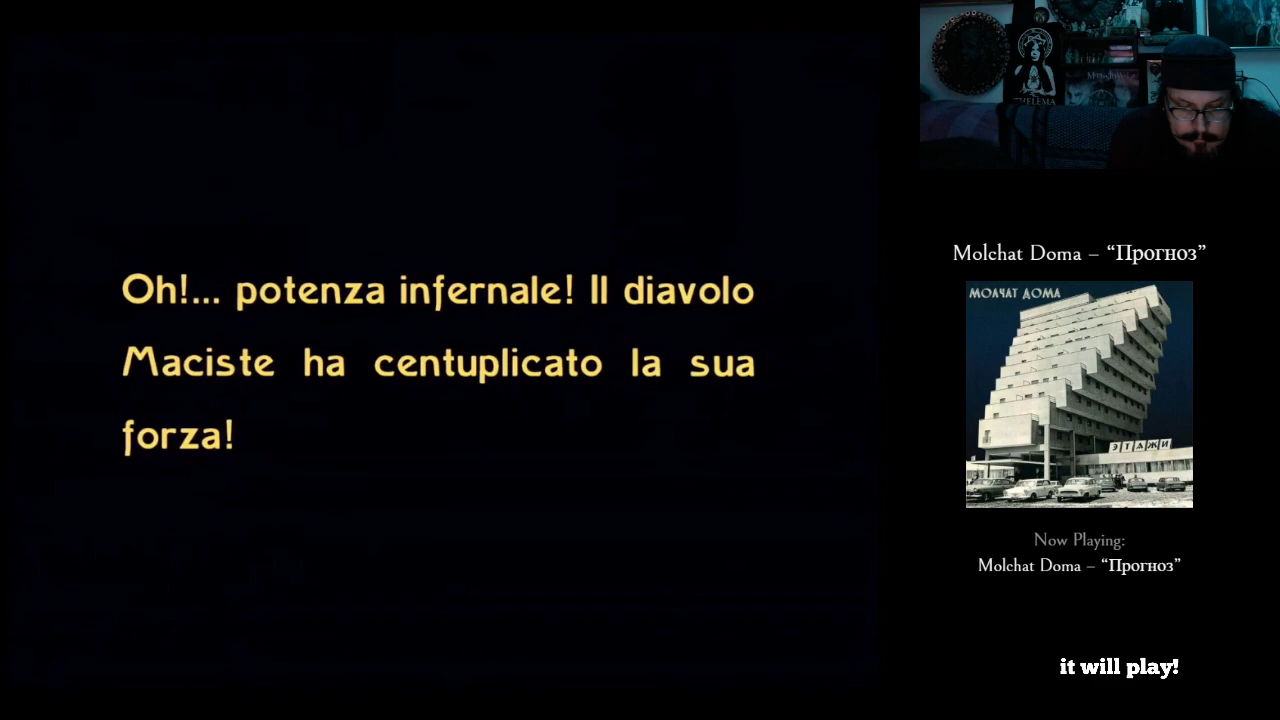 Oh!... potenza infernale! Il diavolo
Maciste ha centuplicato la sua
forza!
THELEMA
Molchat Doma – “Прогноз”
МОЛЧАТ ДОМА
ЭТАЖИ
Now Playing:
Molchat Doma – “Прогноз”
it will play!